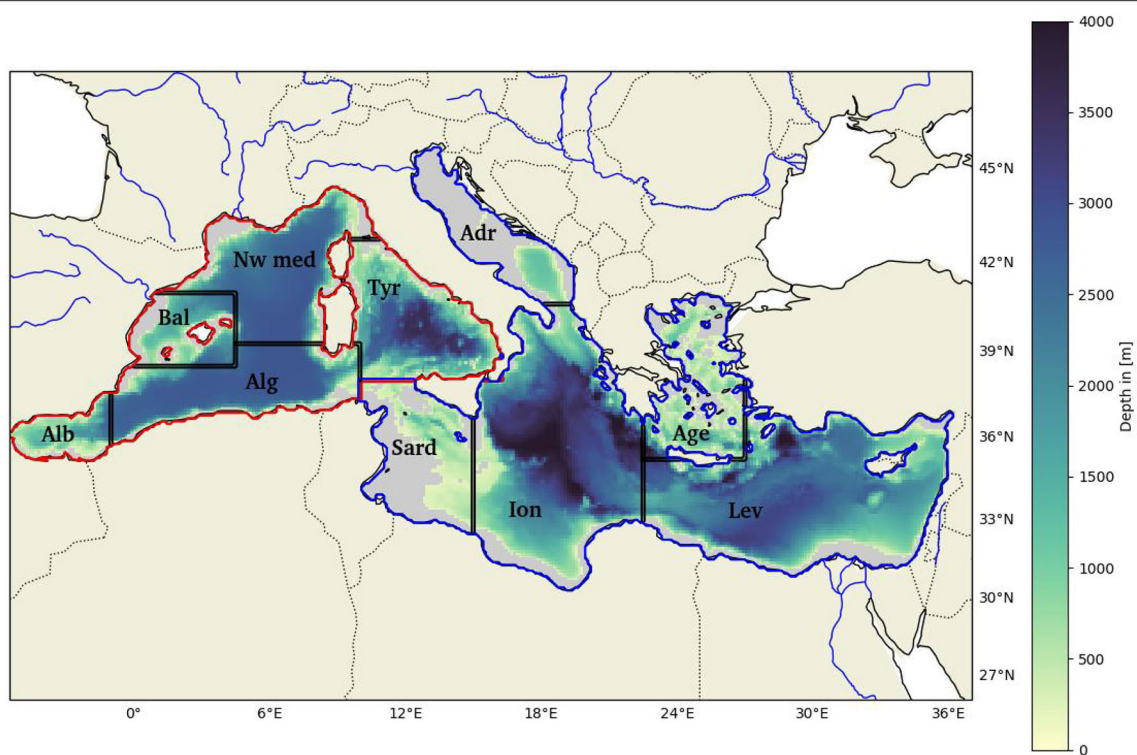 4000
3500
3000
2500
2000
1500
1000
500
0
Depth in [m]
45°N
42°N
39°N
36°N
33°N
30°N
27°N
Adr
Nw med
Tyr
Bal
Alg
Alb
Sard
Age
Ion
Lev
0°
6°E
12°E
18°E
24°E
30°E
36°E